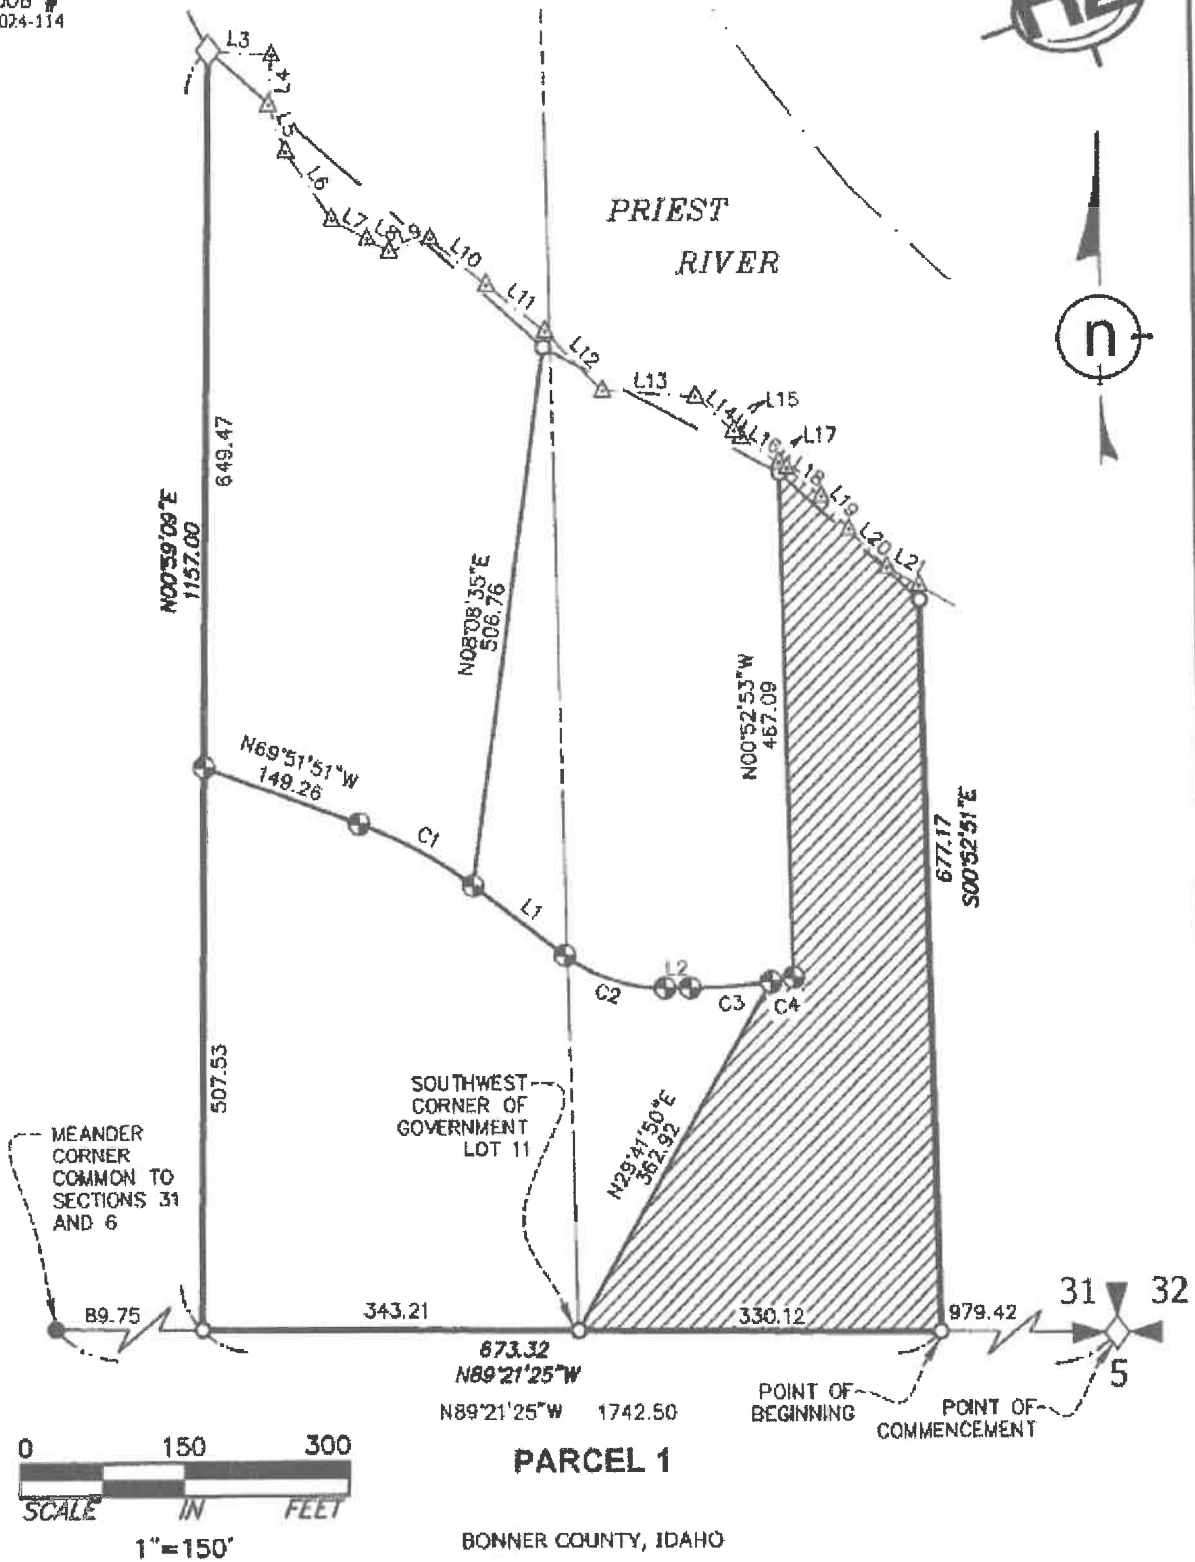 024-114
L3
L4
L5
L6
L7
L8
L10
L11
L12
L13
L14
L15
L16
L17
L18
L19
L20
PRIEST
RIVER
n
649.47
N00°59'09"E
1157.00
N08°08'35"E
506.76
N00°52'53"W
467.09
677.17
S00°52'51"E
N69°51'51"W
149.26
C1
L1
C2
L2
C3
C4
507.53
SOUTHWEST
CORNER OF
GOVERNMENT
LOT 11
N29°41'50"E
362.92
MEANDER
CORNER
COMMON TO
SECTIONS 31
AND 6
89.75
343.21
330.12
979.42
31
32
5
673.32
N89°21'25"W
N89°21'25"W 1742.50
POINT OF
BEGINNING
POINT OF
COMMENCEMENT
PARCEL 1
0 150 300
SCALE IN FEET
1"=150'
BONNER COUNTY, IDAHO